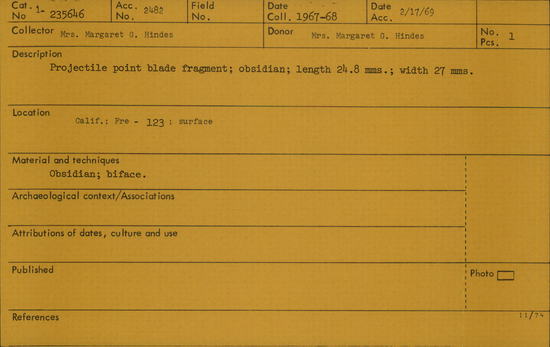 Cat. No 1- 235646 Acc. No. 2482 Field No. Date Coll. 1967-68 Date Acc. 2/17/69
Collector Mrs. Margaret G. Hindes Donor Mrs. Margaret G. Hindes No. Pcs. 1
Description
Projectile point blade fragment; obsidian; length 24.8 mms.; width 27 mms.
Location
Calif.: Fre - 123 : surface
Material and techniques
Obsidian; biface.
Archaeological context/Associations
Attributions of dates, culture and use
Published
Photo
References
11/74